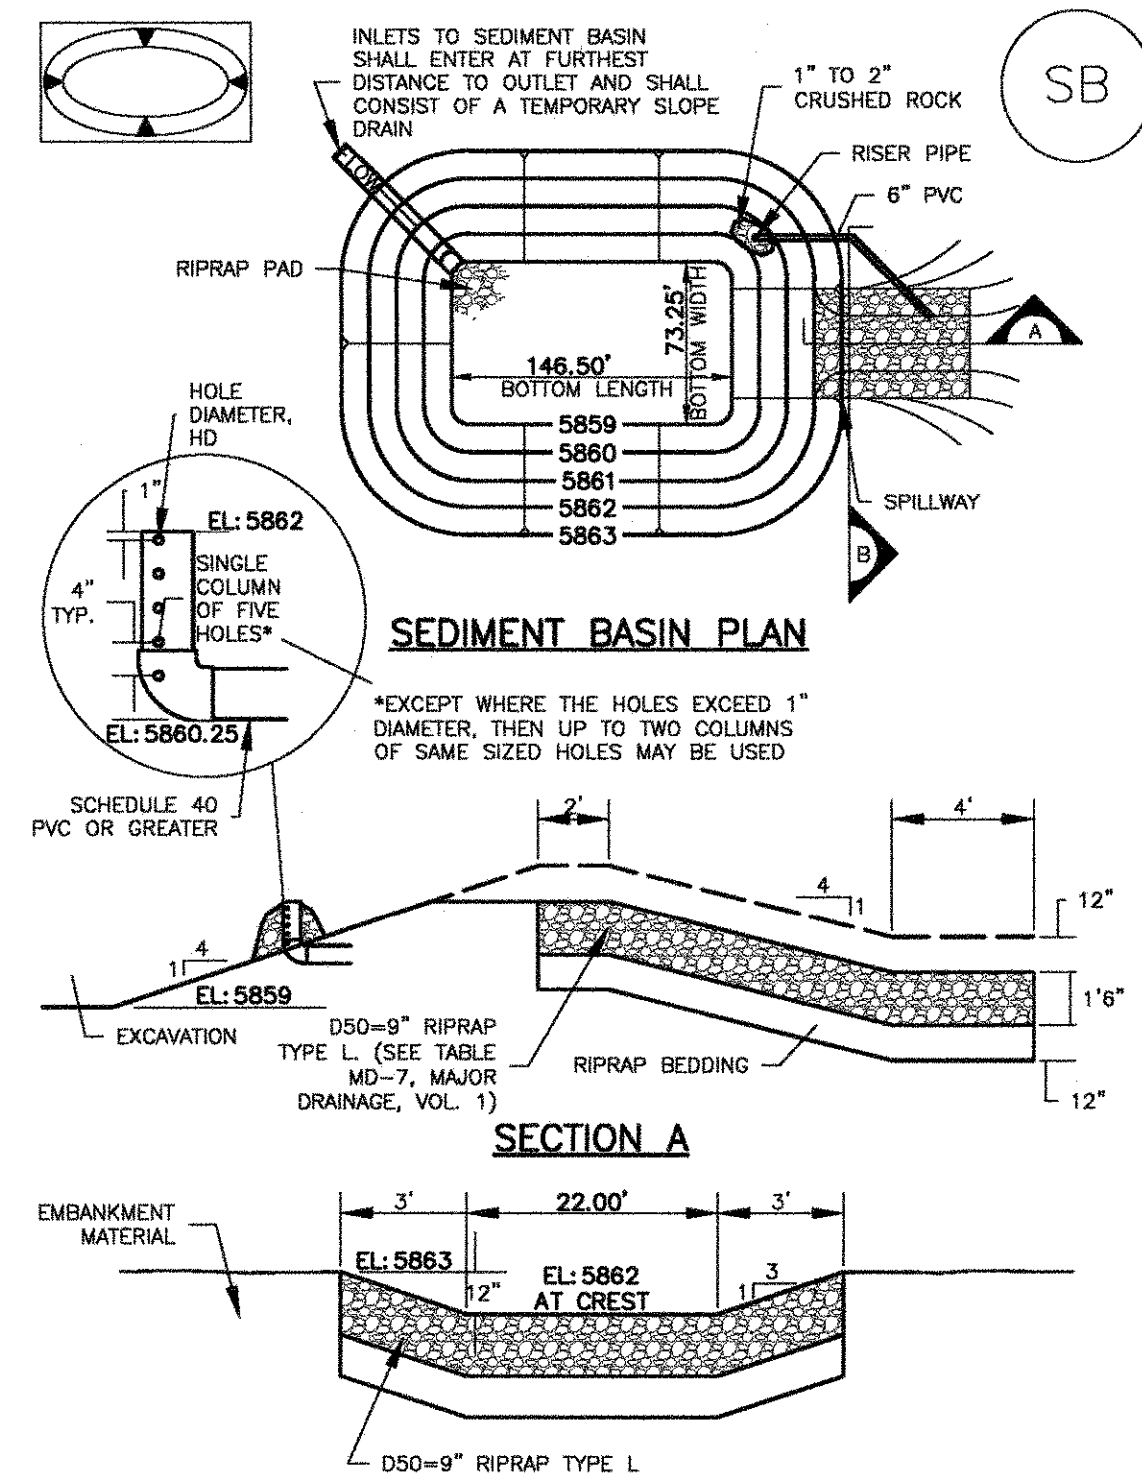 INLETS TO SEDIMENT BASIN
SHALL ENTER AT FURTHEST
DISTANCE TO OUTLET AND SHALL
CONSIST OF A TEMPORARY SLOPE
DRAIN
1" TO 2"
CRUSHED ROCK
SB
RISER PIPE
6" PVC
FLOW
RIPRAP PAD
73.25'
BOTTOM WIDTH
A
146.50'
BOTTOM LENGTH
5859
5860
5861
5862
5863
SPILLWAY
B
HOLE
DIAMETER,
HD
1"
EL: 5862
SINGLE
COLUMN
OF FIVE
HOLES*
4"
TYP.
EL: 5860.25
SEDIMENT BASIN PLAN
*EXCEPT WHERE THE HOLES EXCEED 1"
DIAMETER, THEN UP TO TWO COLUMNS
OF SAME SIZED HOLES MAY BE USED
SCHEDULE 40
PVC OR GREATER
2'
4'
4
1
12"
4
1
EL: 5859
1'6"
EXCAVATION
D50=9" RIPRAP
TYPE L. (SEE TABLE
MD-7, MAJOR
DRAINAGE, VOL. 1)
RIPRAP BEDDING
12"
SECTION A
EMBANKMENT
MATERIAL
3'
22.00'
3'
EL: 5863
12"
EL: 5862
AT CREST
3
1
D50=9" RIPRAP TYPE L